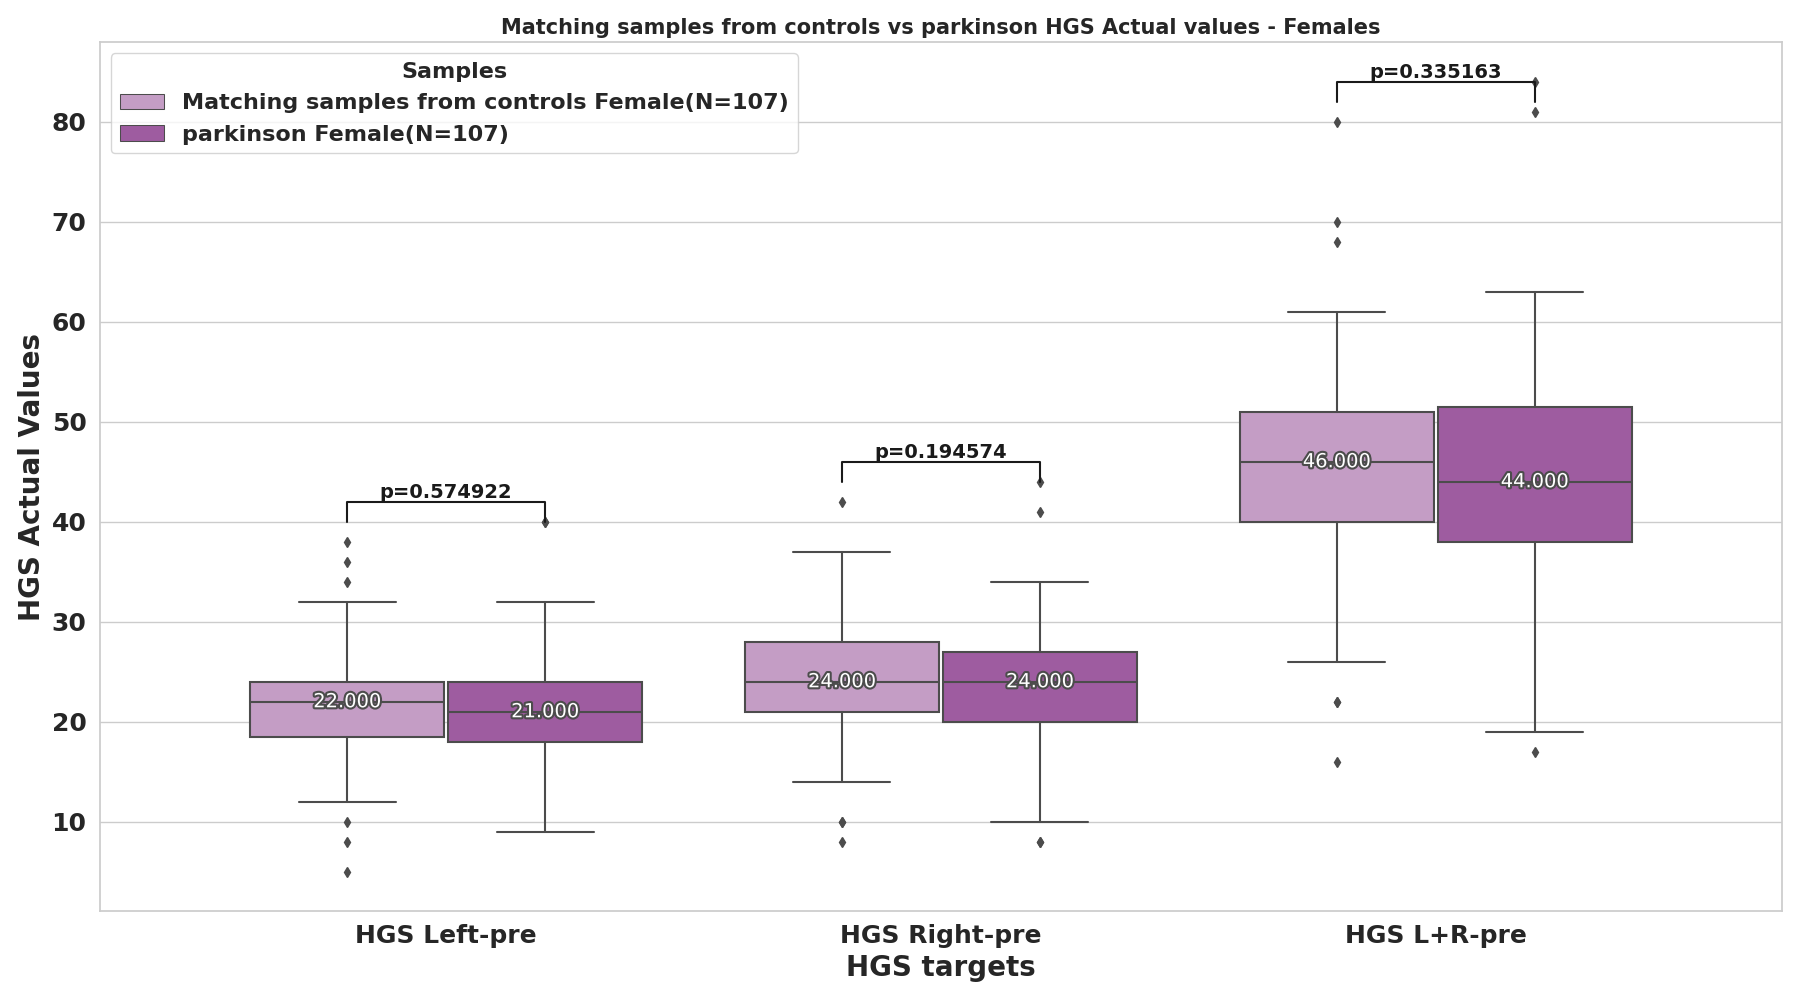 Matching samples from controls vs parkinson HGS Actual values - Females
Samples
Matching samples from controls Female(N=107)
parkinson Female(N=107)
HGS Actual Values
80
70
60
50
40
30
20
10
p=0.574922
p=0.194574
p=0.335163
22.000
21.000
24.000
24.000
46.000
44.000
HGS Left-pre
HGS Right-pre
HGS L+R-pre
HGS targets